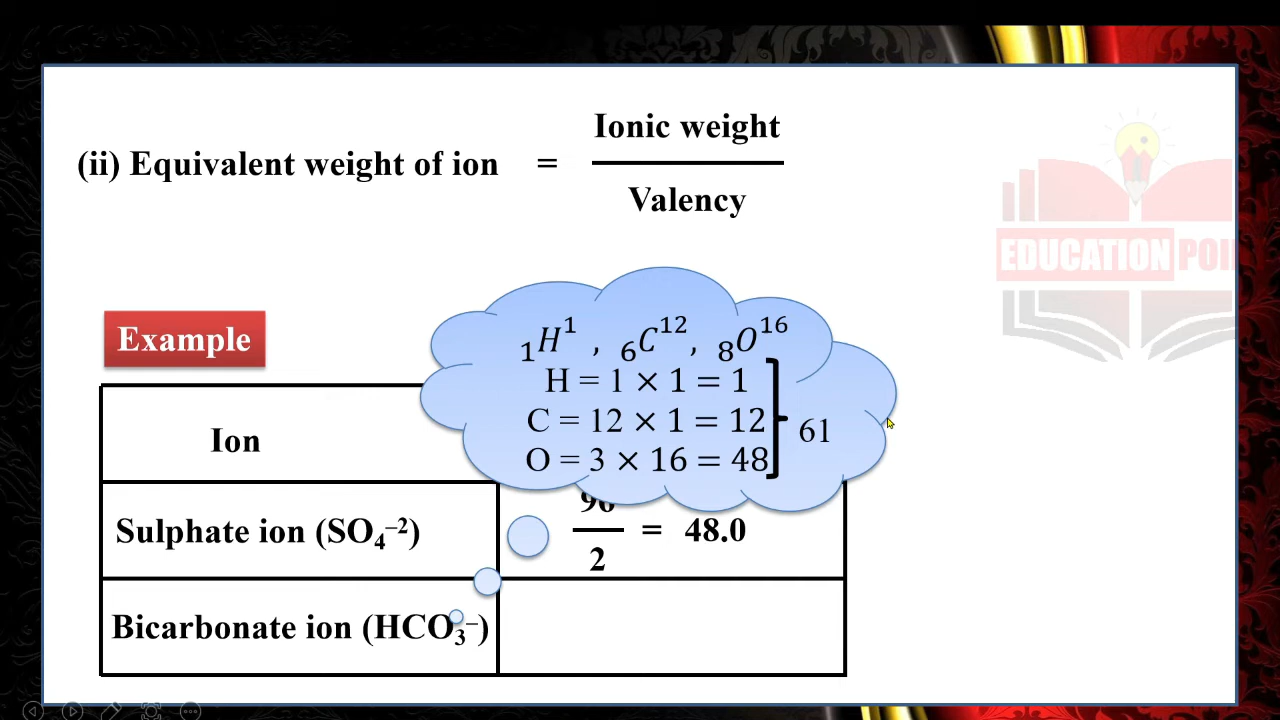 Ionic weight
(ii) Equivalent weight of ion =
Valency
EDUCATION POI
Example
₁H¹ , ₆C¹², ₈O¹⁶
H = 1 × 1 = 1
C = 12 × 1 = 12
61
O = 3 × 16 = 48
Ion
96
Sulphate ion (SO₄⁻²) = 48.0
2
Bicarbonate ion (HCO₃⁻)